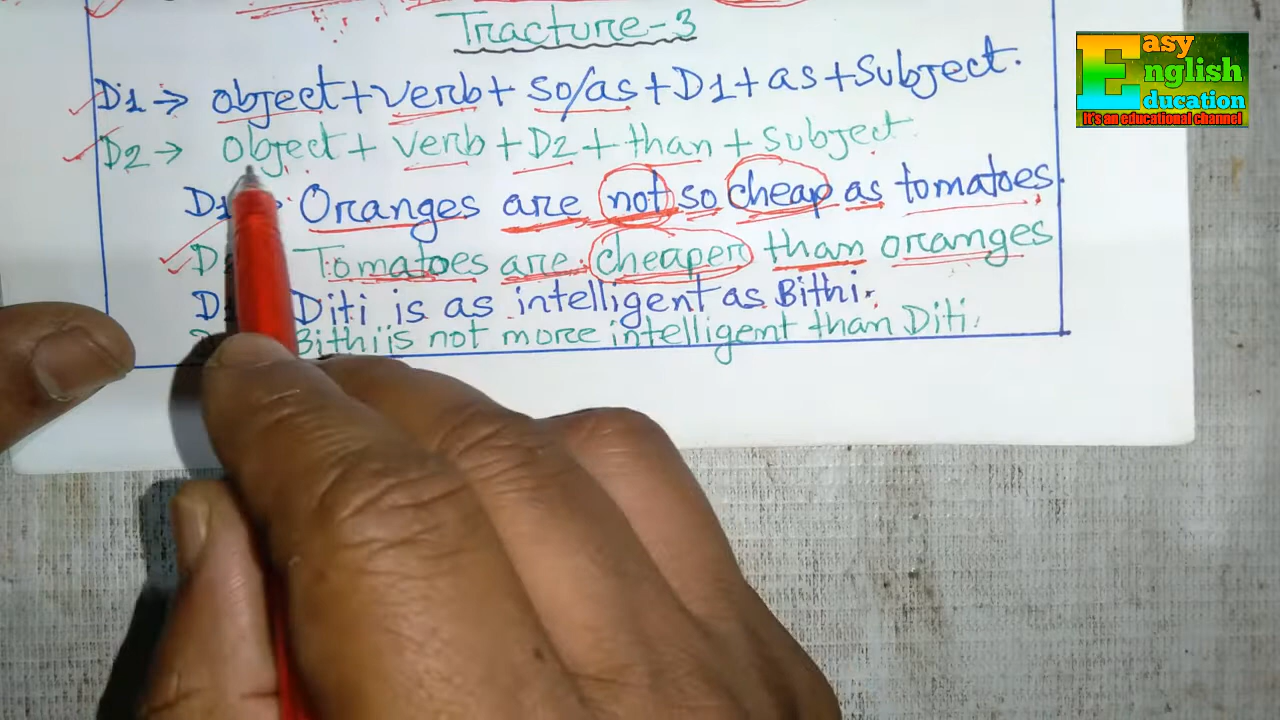 Tracture-3
D1→ object+verb+so/as+D1+as+Subject.
D2→ object + verb + D2 + than + Subject.
Oranges are not so cheap as tomatoes.
Tomatoes are cheaper than oranges
Diti is as intelligent as Bithi.
Bithi is not more intelligent than Diti.
Easy
English
Education
It's an educational channel